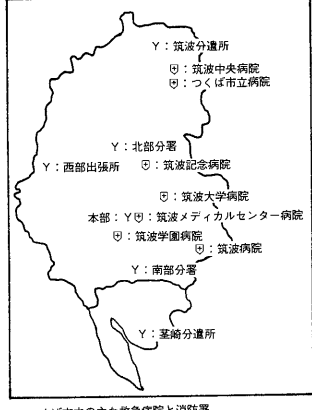 Y：筑波分遣所
：筑波中央病院
：つくば市立病院
Y：北部分署
Y：西部出張所
：筑波記念病院
：筑波大学病院
本部：Y：筑波メディカルセンター病院
：筑波学園病院
：筑波病院
Y：南部分署
Y：茎崎分遣所